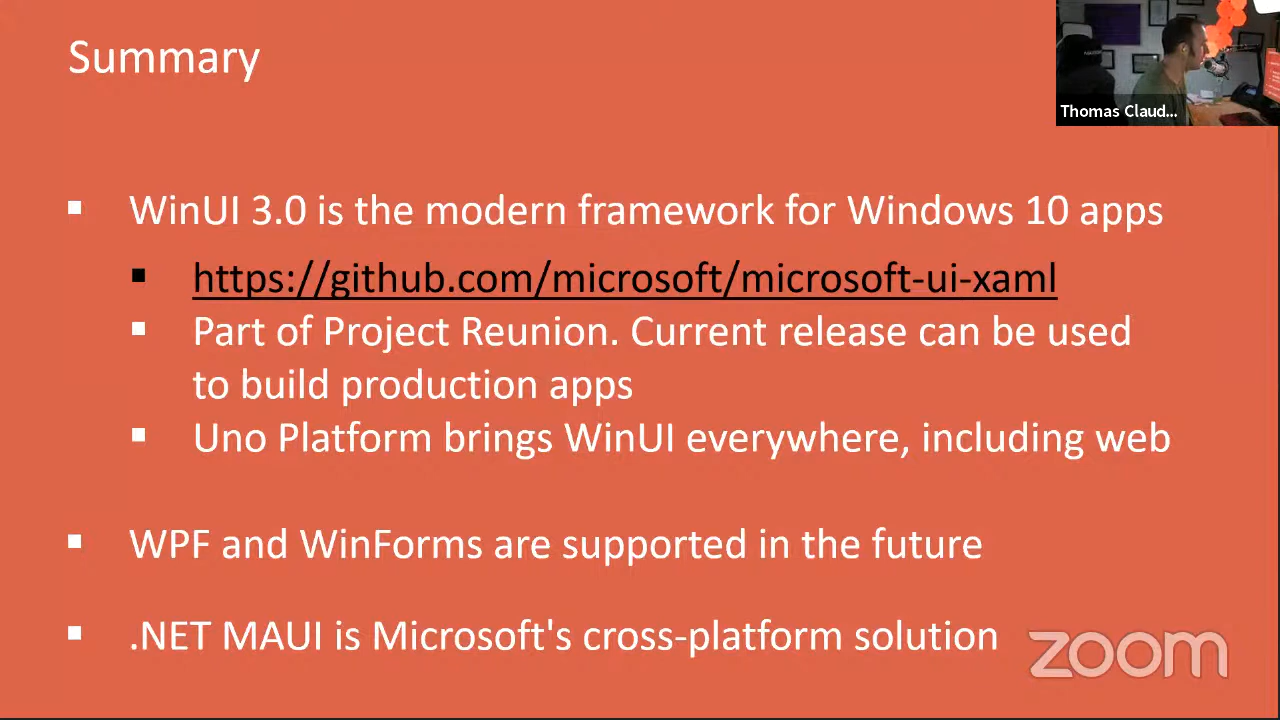 Summary
Thomas Claud...
WinUI 3.0 is the modern framework for Windows 10 apps
https://github.com/microsoft/microsoft-ui-xaml
Part of Project Reunion. Current release can be used
to build production apps
Uno Platform brings WinUI everywhere, including web
WPF and WinForms are supported in the future
.NET MAUI is Microsoft's cross-platform solution
zoom